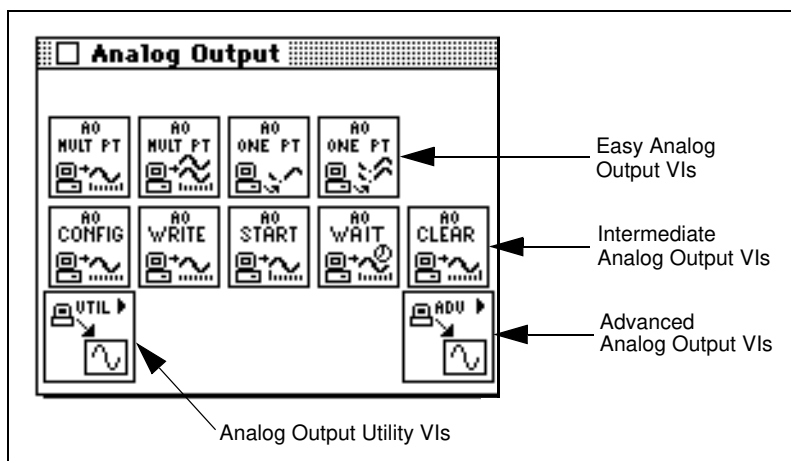 Analog Output
AO
MULT PT
AO
MULT PT
AO
ONE PT
AO
ONE PT
Easy Analog
Output VIs
AO
CONFIG
AO
WRITE
AO
START
AO
WAIT
AO
CLEAR
Intermediate
Analog Output VIs
UTIL
ADV
Advanced
Analog Output VIs
Analog Output Utility VIs